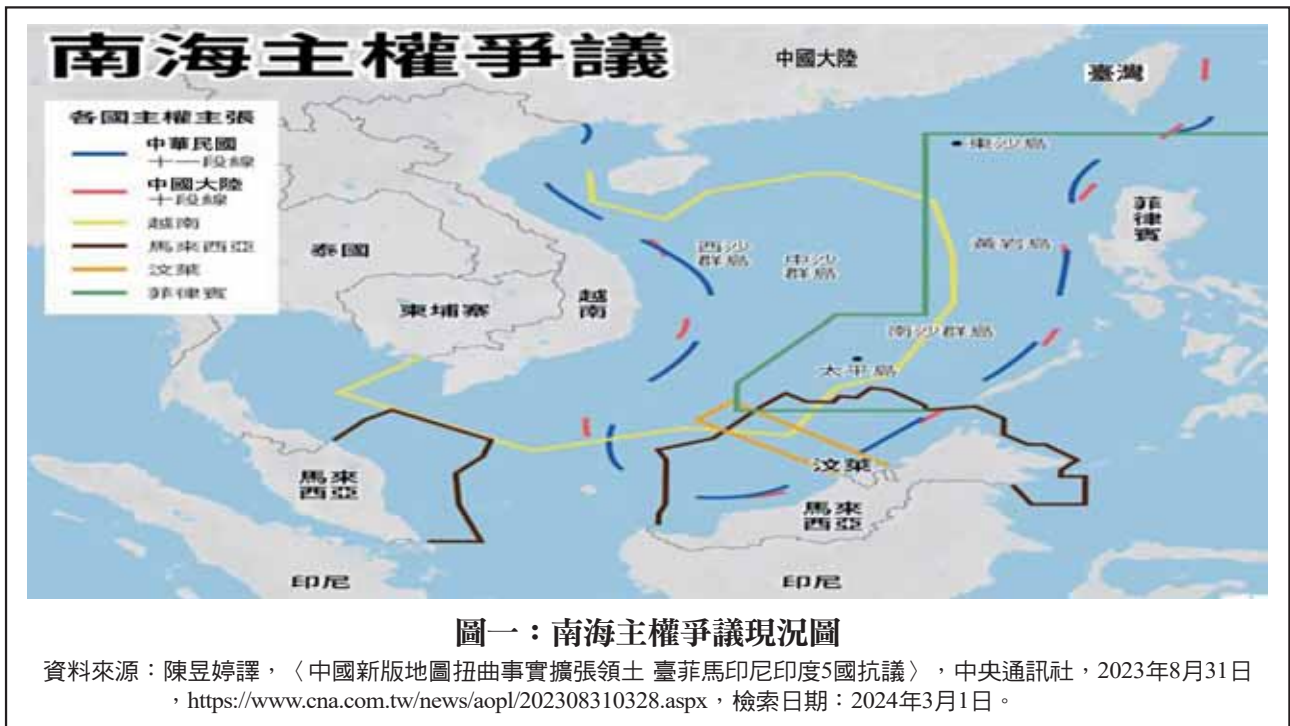 南海主權爭議
各國主權主張
中華民國
十一段線
中國大陸
十段線
越南
馬來西亞
汶萊
菲律賓
中國大陸
臺灣
東沙島
菲
律
賓
黃岩島
西沙
群島
中沙
群島
泰國
越
南
柬埔寨
南沙群島
太平島
汶萊
馬來
西亞
馬來
西亞
印尼
印尼
圖一：南海主權爭議現況圖
資料來源：陳昱婷譯，〈中國新版地圖扭曲事實擴張領土 臺菲馬印尼印度5國抗議〉，中央通訊社，2023年8月31日
，https://www.cna.com.tw/news/aopl/202308310328.aspx，檢索日期：2024年3月1日。